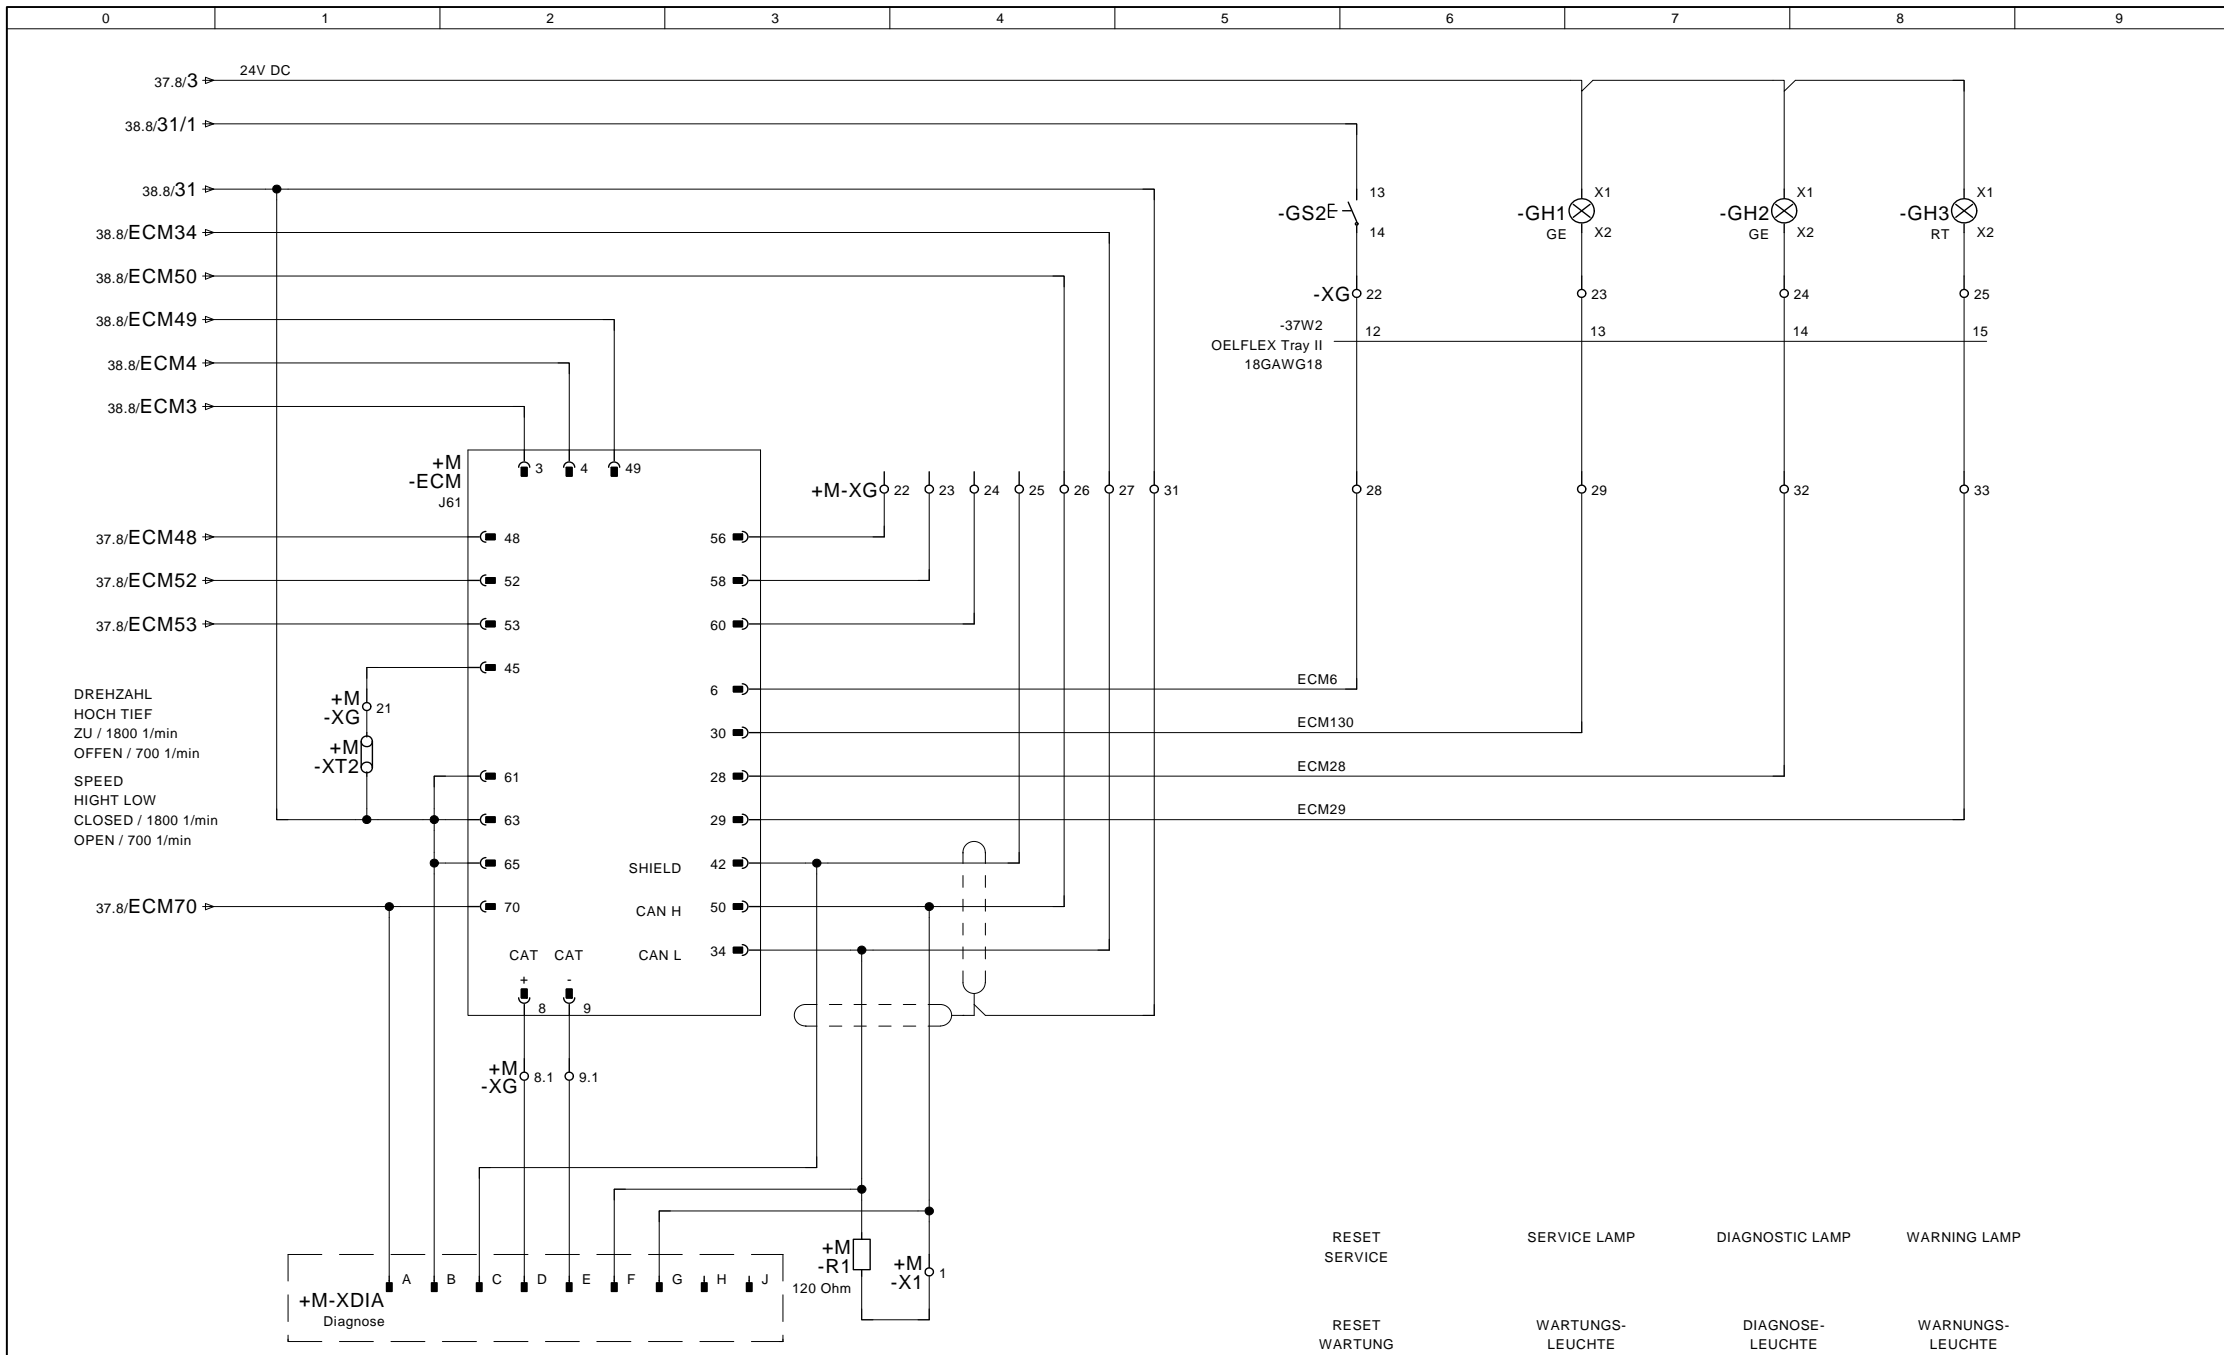 0 1 2 3 4 5 6 7 8 9
37.8/3 24V DC
38.8/31/1
38.8/31
38.8/ECM34
38.8/ECM50
38.8/ECM49
38.8/ECM4
38.8/ECM3
13
-GS2
14
X1
-GH1
GE X2
X1
-GH2
GE X2
X1
-GH3
RT X2
-XG 22 23 24 25
-37W2 12 13 14 15
OELFLEX Tray II
18GAWG18
+M
-ECM
J61
3 4 49
+M-XG 22 23 24 25 26 27 31 28 29 32 33
37.8/ECM48 48 56
37.8/ECM52 52 58
37.8/ECM53 53 60
45
6 ECM6
30 ECM130
61 28 ECM28
63 29 ECM29
65 SHIELD 42
37.8/ECM70 70 CAN H 50
CAN L 34
DREHZAHL
HOCH TIEF
ZU / 1800 1/min
OFFEN / 700 1/min
SPEED
HIGHT LOW
CLOSED / 1800 1/min
OPEN / 700 1/min
+M
-XG 21
+M
-XT2
CAT CAT
+ -
8 9
+M
-XG 8.1 9.1
A B C D E F G H J
+M-XDIA
Diagnose
+M
-R1
120 Ohm
+M
-X1 1
RESET
SERVICE
SERVICE LAMP
DIAGNOSTIC LAMP
WARNING LAMP
RESET
WARTUNG
WARTUNGS-
LEUCHTE
DIAGNOSE-
LEUCHTE
WARNUNGS-
LEUCHTE